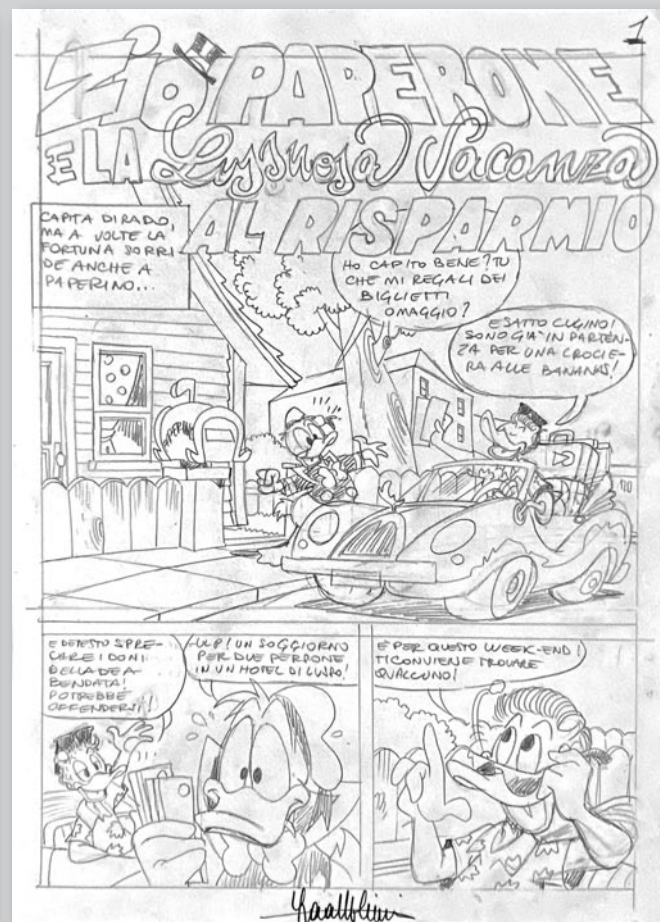 1
ZIO PAPERONE
E LA Lussuosa Vacanza
AL RISPARMIO
CAPITA DI RADO,
MA A VOLTE LA
FORTUNA SORRI
DE ANCHE A
PAPERINO...
HO CAPITO BENE? TU
CHE MI REGALI DEI
BIGLIETTI
OMAGGIO?
ESATTO CUGINO!
SONO GIA' IN PARTEN-
ZA PER UNA CROCIE-
RA ALLE BANANAS!
!!!!
E DETESTO SPRE-
CARE I DONI
DELLA DEA
BENDATA!
POTREBBE
OFFENDERSI!
ULP! UN SOGGIORNO
PER DUE PERSONE
IN UN HOTEL DI LUSSO!
E PER QUESTO WEEK-END!
TI CONVIENE TROVARE
QUALCUNO!